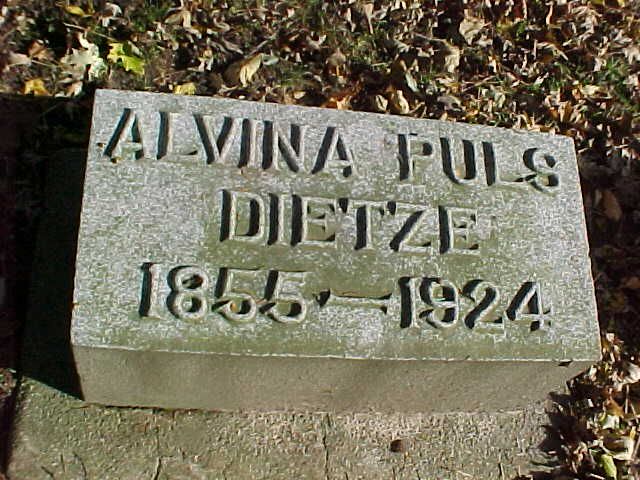 ALVINA PULS
DIETZE
1855—1924